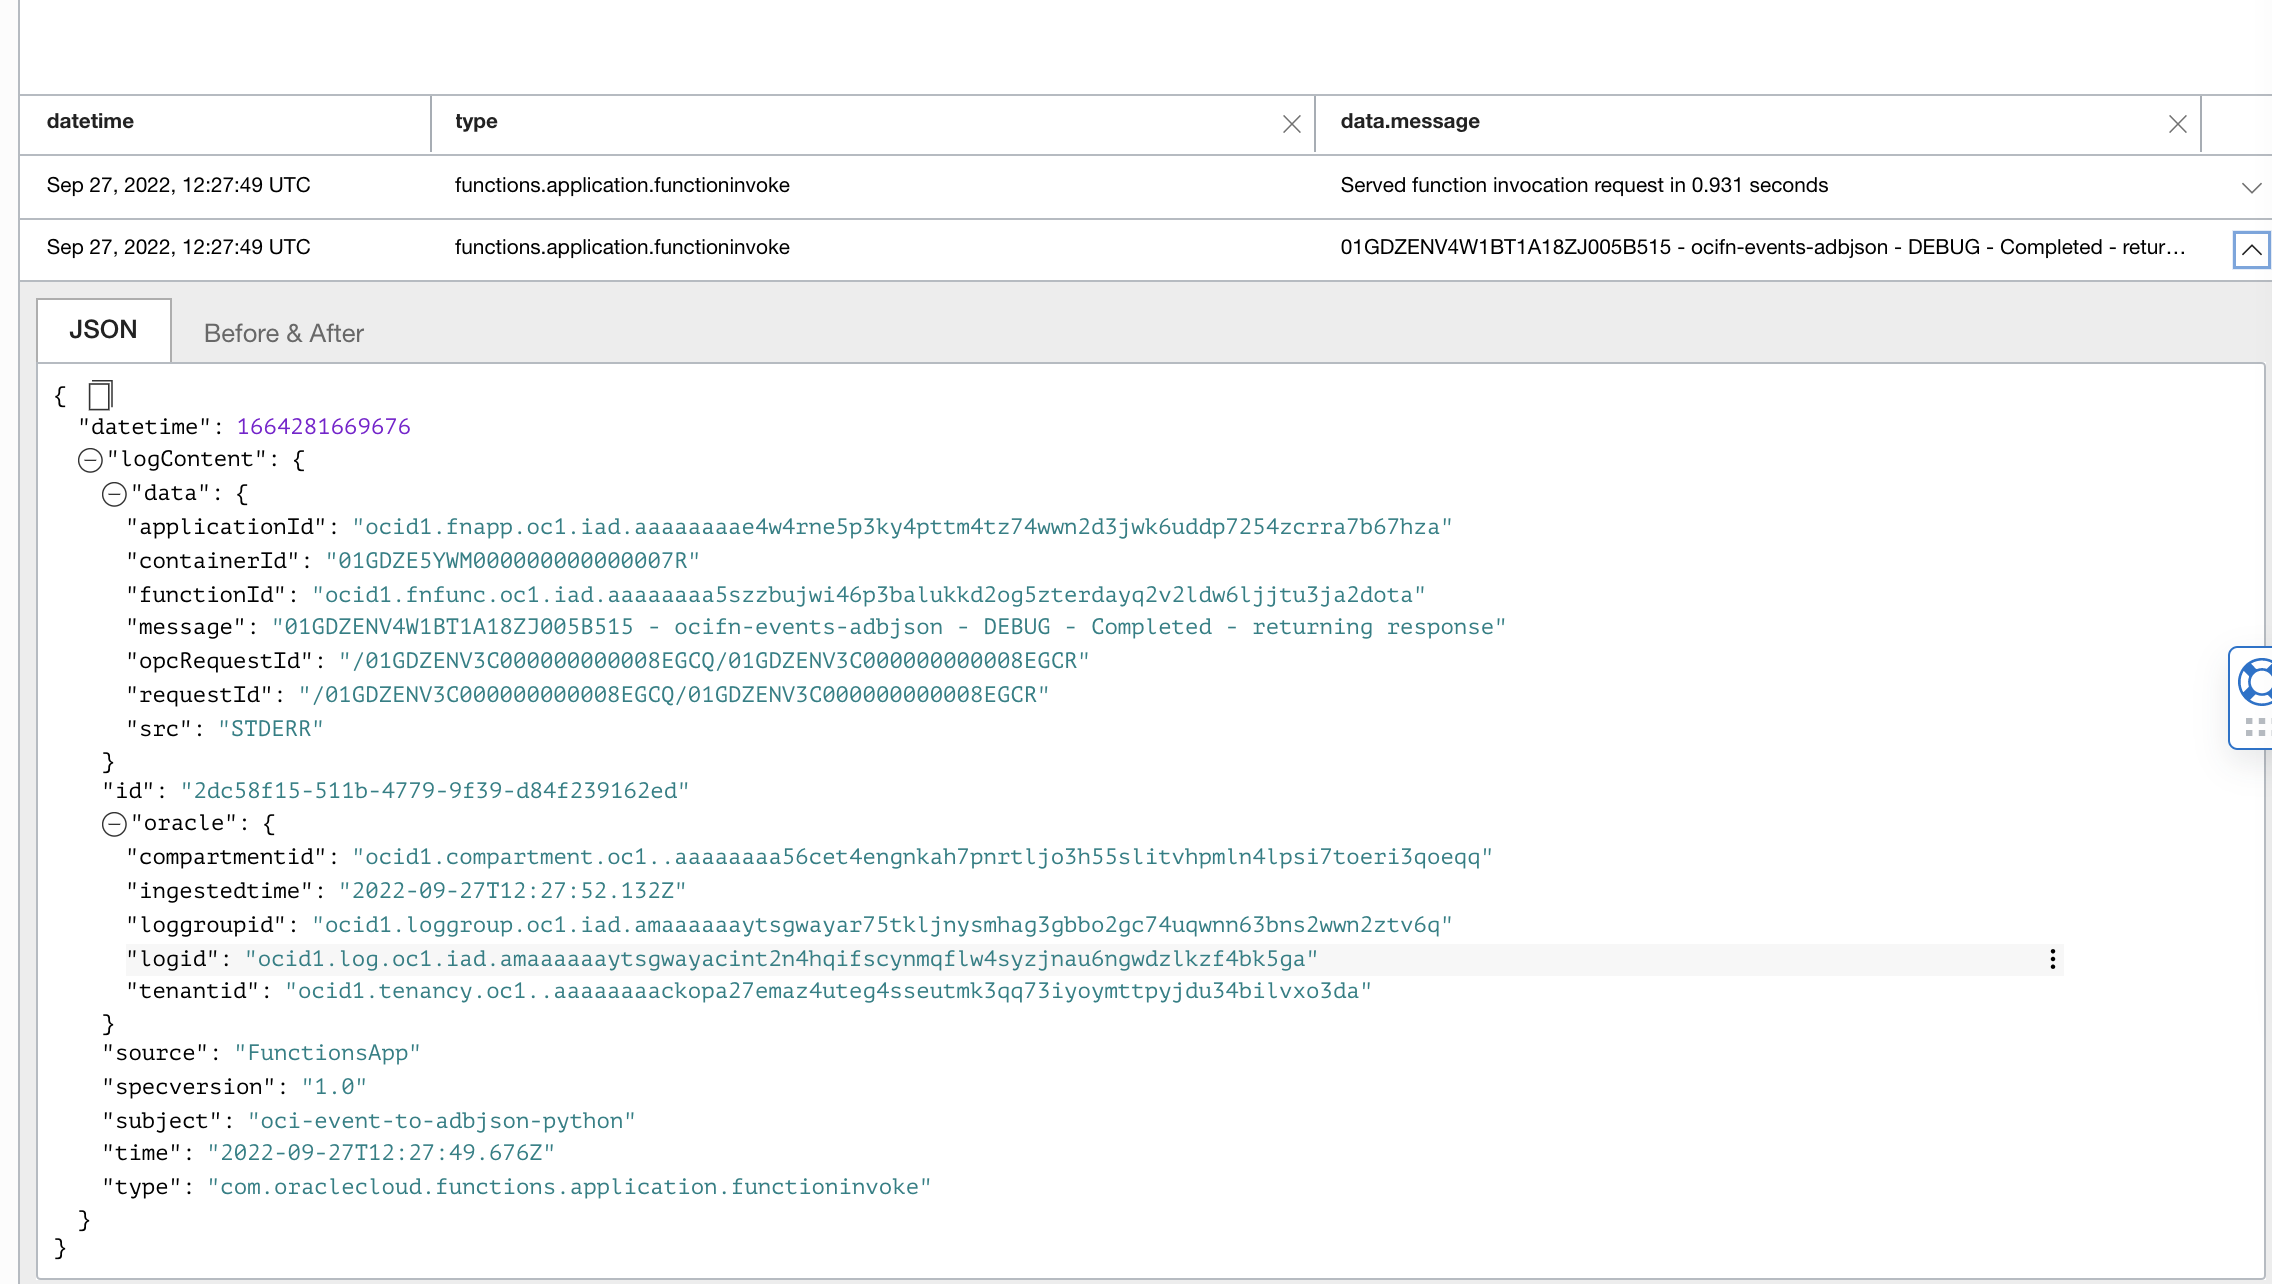 datetime type data.message
Sep 27, 2022, 12:27:49 UTC functions.application.functioninvoke Served function invocation request in 0.931 seconds
Sep 27, 2022, 12:27:49 UTC functions.application.functioninvoke 01GDZENV4W1BT1A18ZJ005B515 - ocifn-events-adbjson - DEBUG - Completed - retur...
JSON Before & After
{
"datetime": 1664281669676
"logContent": {
"data": {
"applicationId": "ocid1.fnapp.oc1.iad.aaaaaaaae4w4rne5p3ky4pttm4tz74wwn2d3jwk6uddp7254zcrra7b67hza"
"containerId": "01GDZE5YWM000000000000007R"
"functionId": "ocid1.fnfunc.oc1.iad.aaaaaaaa5szzbujwi46p3balukkd2og5zterdayq2v2ldw6ljjtu3ja2dota"
"message": "01GDZENV4W1BT1A18ZJ005B515 - ocifn-events-adbjson - DEBUG - Completed - returning response"
"opcRequestId": "/01GDZENV3C000000000008EGCQ/01GDZENV3C000000000008EGCR"
"requestId": "/01GDZENV3C000000000008EGCQ/01GDZENV3C000000000008EGCR"
"src": "STDERR"
}
"id": "2dc58f15-511b-4779-9f39-d84f239162ed"
"oracle": {
"compartmentid": "ocid1.compartment.oc1..aaaaaaaa56cet4engnkah7pnrtljo3h55slitvhpmln4lpsi7toeri3qoeqq"
"ingestedtime": "2022-09-27T12:27:52.132Z"
"loggroupid": "ocid1.loggroup.oc1.iad.amaaaaaaytsgwayar75tkljnysmhag3gbbo2gc74uqwnn63bns2wwn2ztv6q"
"logid": "ocid1.log.oc1.iad.amaaaaaaytsgwayacint2n4hqifscynmqflw4syzjnau6ngwdzlkzf4bk5ga"
"tenantid": "ocid1.tenancy.oc1..aaaaaaaackopa27emaz4uteg4sseutmk3qq73iyoymttpyjdu34bilvxo3da"
}
"source": "FunctionsApp"
"specversion": "1.0"
"subject": "oci-event-to-adbjson-python"
"time": "2022-09-27T12:27:49.676Z"
"type": "com.oraclecloud.functions.application.functioninvoke"
}
}